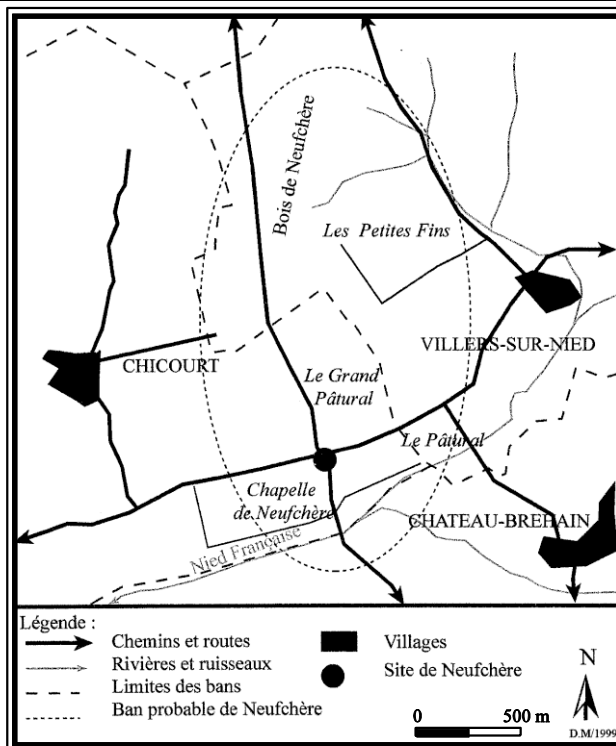 Bois de Neufchère
Les Petites Fins
VILLERS-SUR-NIED
CHICOURT
Le Grand
Pâtural
Le Pâtural
Chapelle
de Neufchère
CHATEAU-BREHAIN
Nied Française
Légende :
Chemins et routes
Rivières et ruisseaux
Limites des bans
Ban probable de Neufchère
Villages
Site de Neufchère
N
0 500 m
D.M/1999